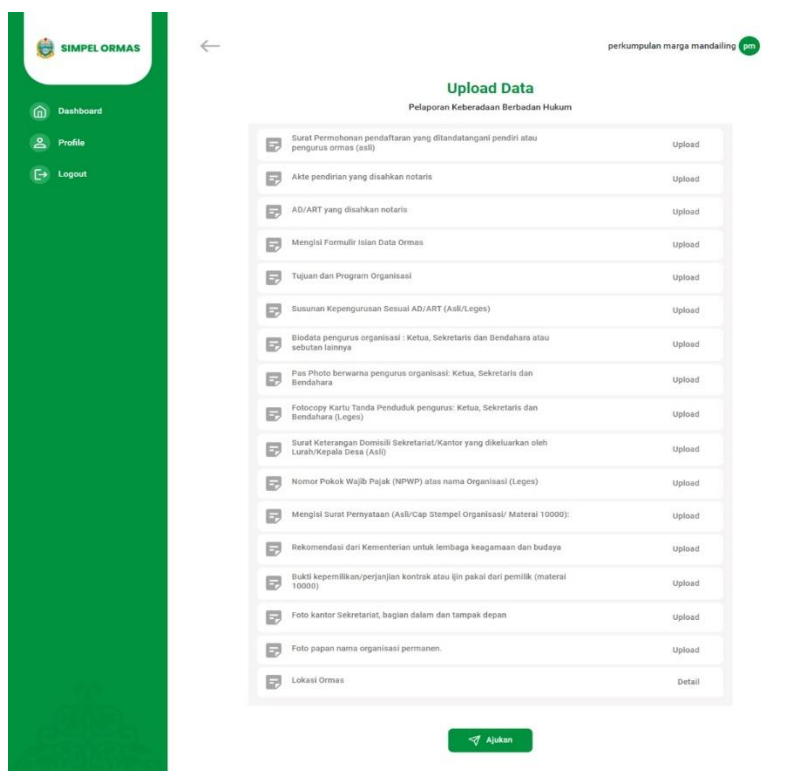 SIMPEL ORMAS
perkumpulan marga mandailing pm
Dashboard
Profile
Logout
Upload Data
Pelaporan Keberadaan Berbadan Hukum
Surat Permohonan pendaftaran yang ditandatangani pendiri atau
pengurus ormas (asli)
Upload
Akte pendirian yang disahkan notaris
Upload
AD/ART yang disahkan notaris
Upload
Mengisi Formulir Isian Data Ormas
Upload
Tujuan dan Program Organisasi
Upload
Susunan Kepengurusan Sesuai AD/ART (Asli/Leges)
Upload
Biodata pengurus organisasi : Ketua, Sekretaris dan Bendahara atau
sebutan lainnya
Upload
Pas Photo berwarna pengurus organisasi: Ketua, Sekretaris dan
Bendahara
Upload
Fotocopy Kartu Tanda Penduduk pengurus: Ketua, Sekretaris dan
Bendahara (Leges)
Upload
Surat Keterangan Domisili Sekretariat/Kantor yang dikeluarkan oleh
Lurah/Kepala Desa (Asli)
Upload
Nomor Pokok Wajib Pajak (NPWP) atas nama Organisasi (Leges)
Upload
Mengisi Surat Pernyataan (Asli/Cap Stempel Organisasi/ Materai 10000):
Upload
Rekomendasi dari Kementerian untuk lembaga keagamaan dan budaya
Upload
Bukti kepemilikan/perjanjian kontrak atau ijin pakai dari pemilik (materai
10000)
Upload
Foto kantor Sekretariat, bagian dalam dan tampak depan
Upload
Foto papan nama organisasi permanen.
Upload
Lokasi Ormas
Detail
Ajukan